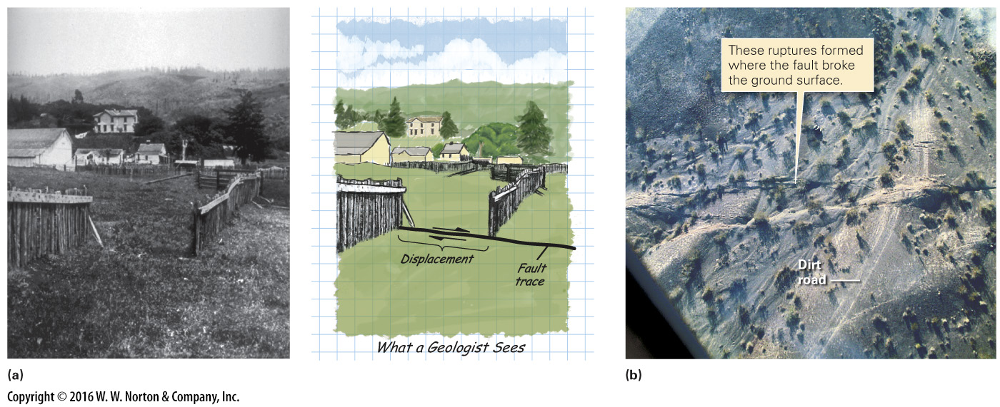 Displacement
Fault
trace
What a Geologist Sees
These ruptures formed
where the fault broke
the ground surface.
Dirt
road
(a)
(b)
Copyright © 2016 W. W. Norton & Company, Inc.